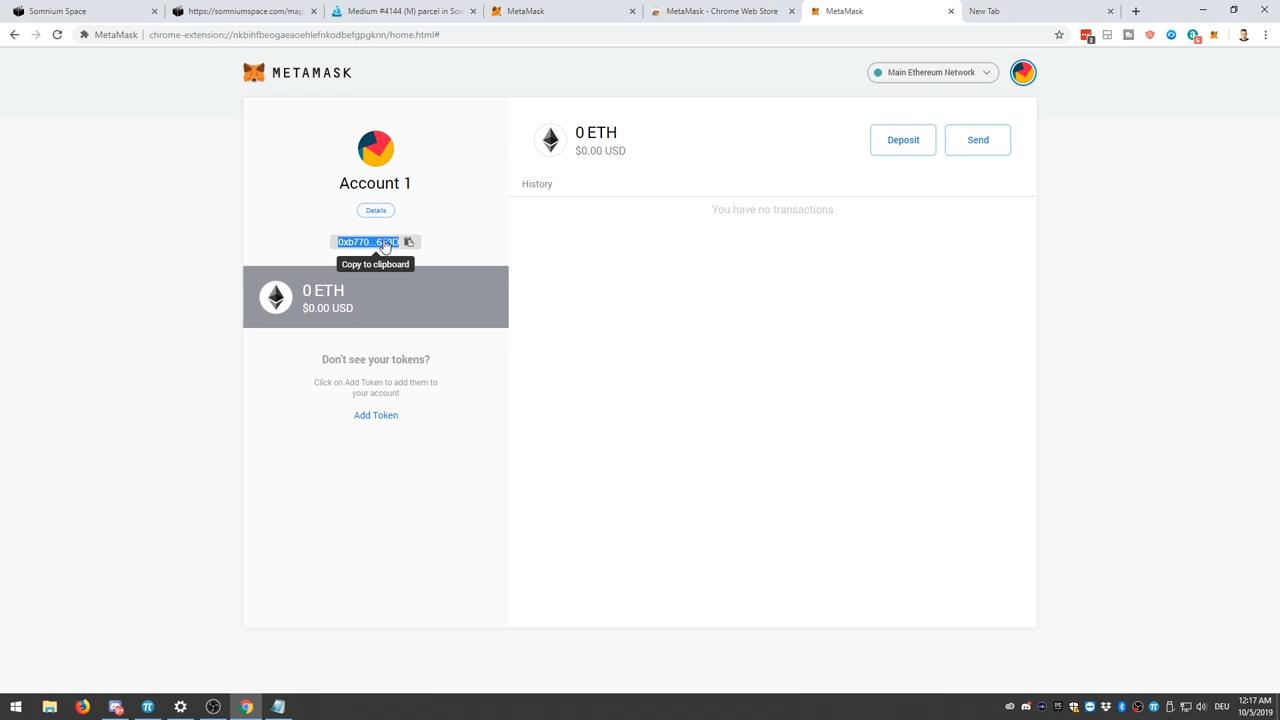 Somnium Space
https://somniumspace.com/map
Medium #4144 (M) parcel in Som
MetaMask
MetaMask - Chrome Web Store
MetaMask
New Tab
MetaMask
chrome-extension://nkbihfbeogaeaoehlefnkodbefgpgknn/home.html#
METAMASK
Main Ethereum Network
Account 1
Details
Copy to clipboard
0 ETH
$0.00 USD
Don't see your tokens?
Click on Add Token to add them to
your account
Add Token
0 ETH
$0.00 USD
Deposit
Send
History
You have no transactions
DEU
12:17 AM
10/5/2019